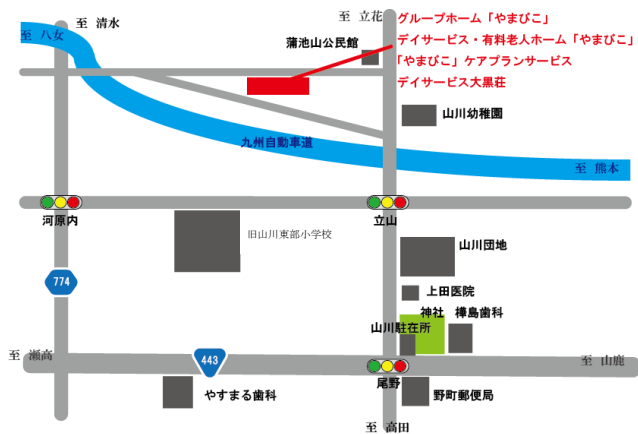 至 清水
至 立花
グループホーム「やまびこ」
至 八女
蒲池山公民館
デイサービス・有料老人ホーム「やまびこ」
「やまびこ」ケアプランサービス
デイサービス大黒荘
山川幼稚園
九州自動車道
至 熊本
河原内
立山
旧山川東部小学校
山川団地
774
上田医院
神社
樺島歯科
山川駐在所
至 瀬高
443
至 山鹿
尾野
やすまる歯科
野町郵便局
至 高田